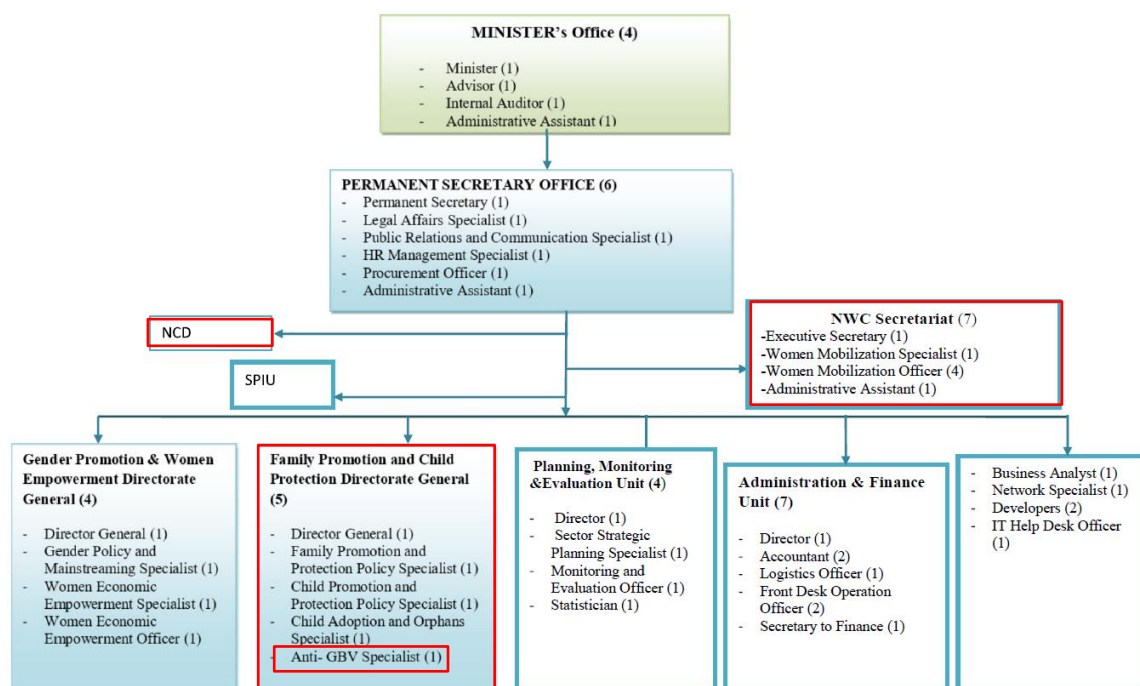 MINISTER's Office (4)
- Minister (1)
- Advisor (1)
- Internal Auditor (1)
- Administrative Assistant (1)
PERMANENT SECRETARY OFFICE (6)
- Permanent Secretary (1)
- Legal Affairs Specialist (1)
- Public Relations and Communication Specialist (1)
- HR Management Specialist (1)
- Procurement Officer (1)
- Administrative Assistant (1)
NCD
NWC Secretariat (7)
-Executive Secretary (1)
-Women Mobilization Specialist (1)
-Women Mobilization Officer (4)
-Administrative Assistant (1)
SPIU
Gender Promotion & Women
Empowerment Directorate
General (4)
- Director General (1)
- Gender Policy and
Mainstreaming Specialist (1)
- Women Economic
Empowerment Specialist (1)
- Women Economic
Empowerment Officer (1)
Family Promotion and Child
Protection Directorate General
(5)
- Director General (1)
- Family Promotion and
Protection Policy Specialist (1)
- Child Promotion and
Protection Policy Specialist (1)
- Child Adoption and Orphans
Specialist (1)
- Anti- GBV Specialist (1)
Planning, Monitoring
&Evaluation Unit (4)
- Director (1)
- Sector Strategic
Planning Specialist (1)
- Monitoring and
Evaluation Officer (1)
- Statistician (1)
Administration & Finance
Unit (7)
- Director (1)
- Accountant (2)
- Logistics Officer (1)
- Front Desk Operation
Officer (2)
- Secretary to Finance (1)
- Business Analyst (1)
- Network Specialist (1)
- Developers (2)
- IT Help Desk Officer
(1)